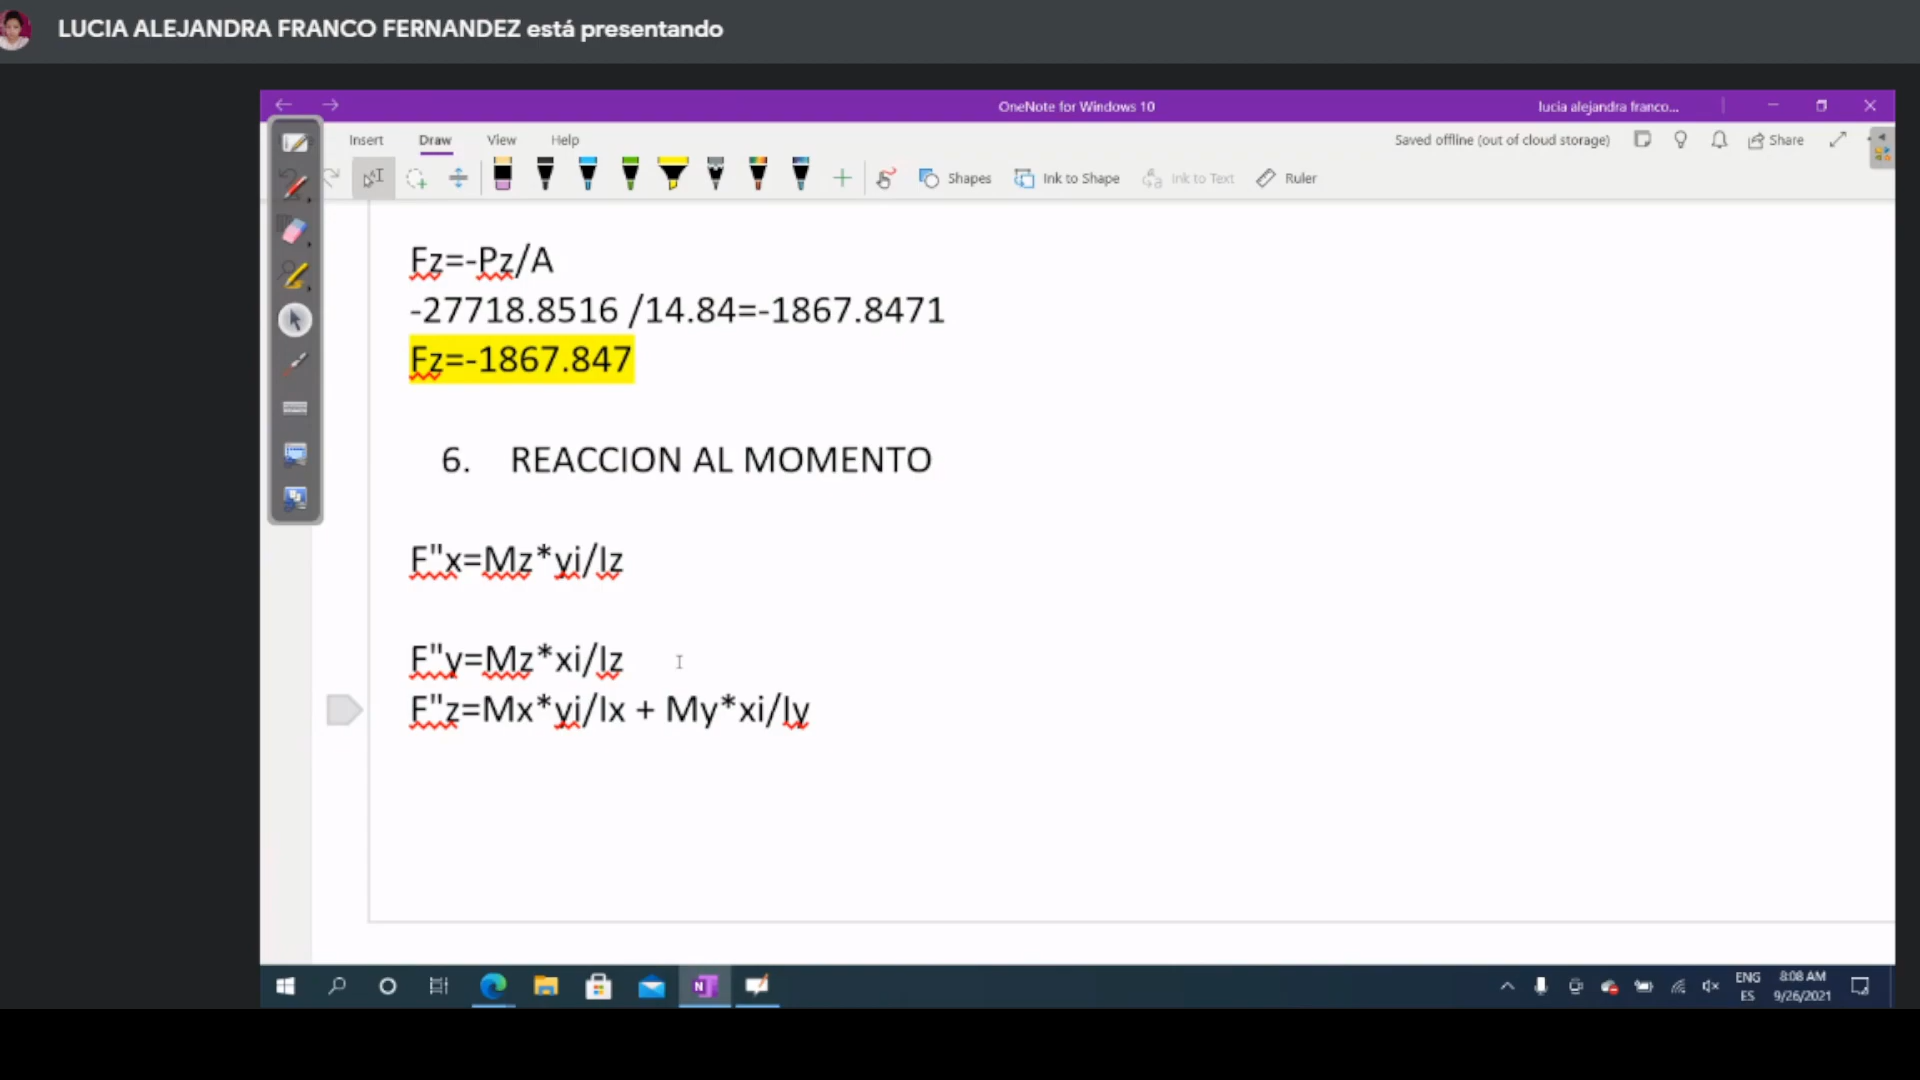 LUCIA ALEJANDRA FRANCO FERNANDEZ está presentando
OneNote for Windows 10
lucia alejandra franco...
Insert
Draw
View
Help
Saved offline (out of cloud storage)
Share
Shapes
Ink to Shape
Ink to Text
Ruler
Fz=-Pz/A
-27718.8516 /14.84=-1867.8471
Fz=-1867.847
6. REACCION AL MOMENTO
F"x=Mz*yi/Iz
F"y=Mz*xi/Iz
F"z=Mx*yi/Ix + My*xi/Iy
ENG
ES
8:08 AM
9/26/2021